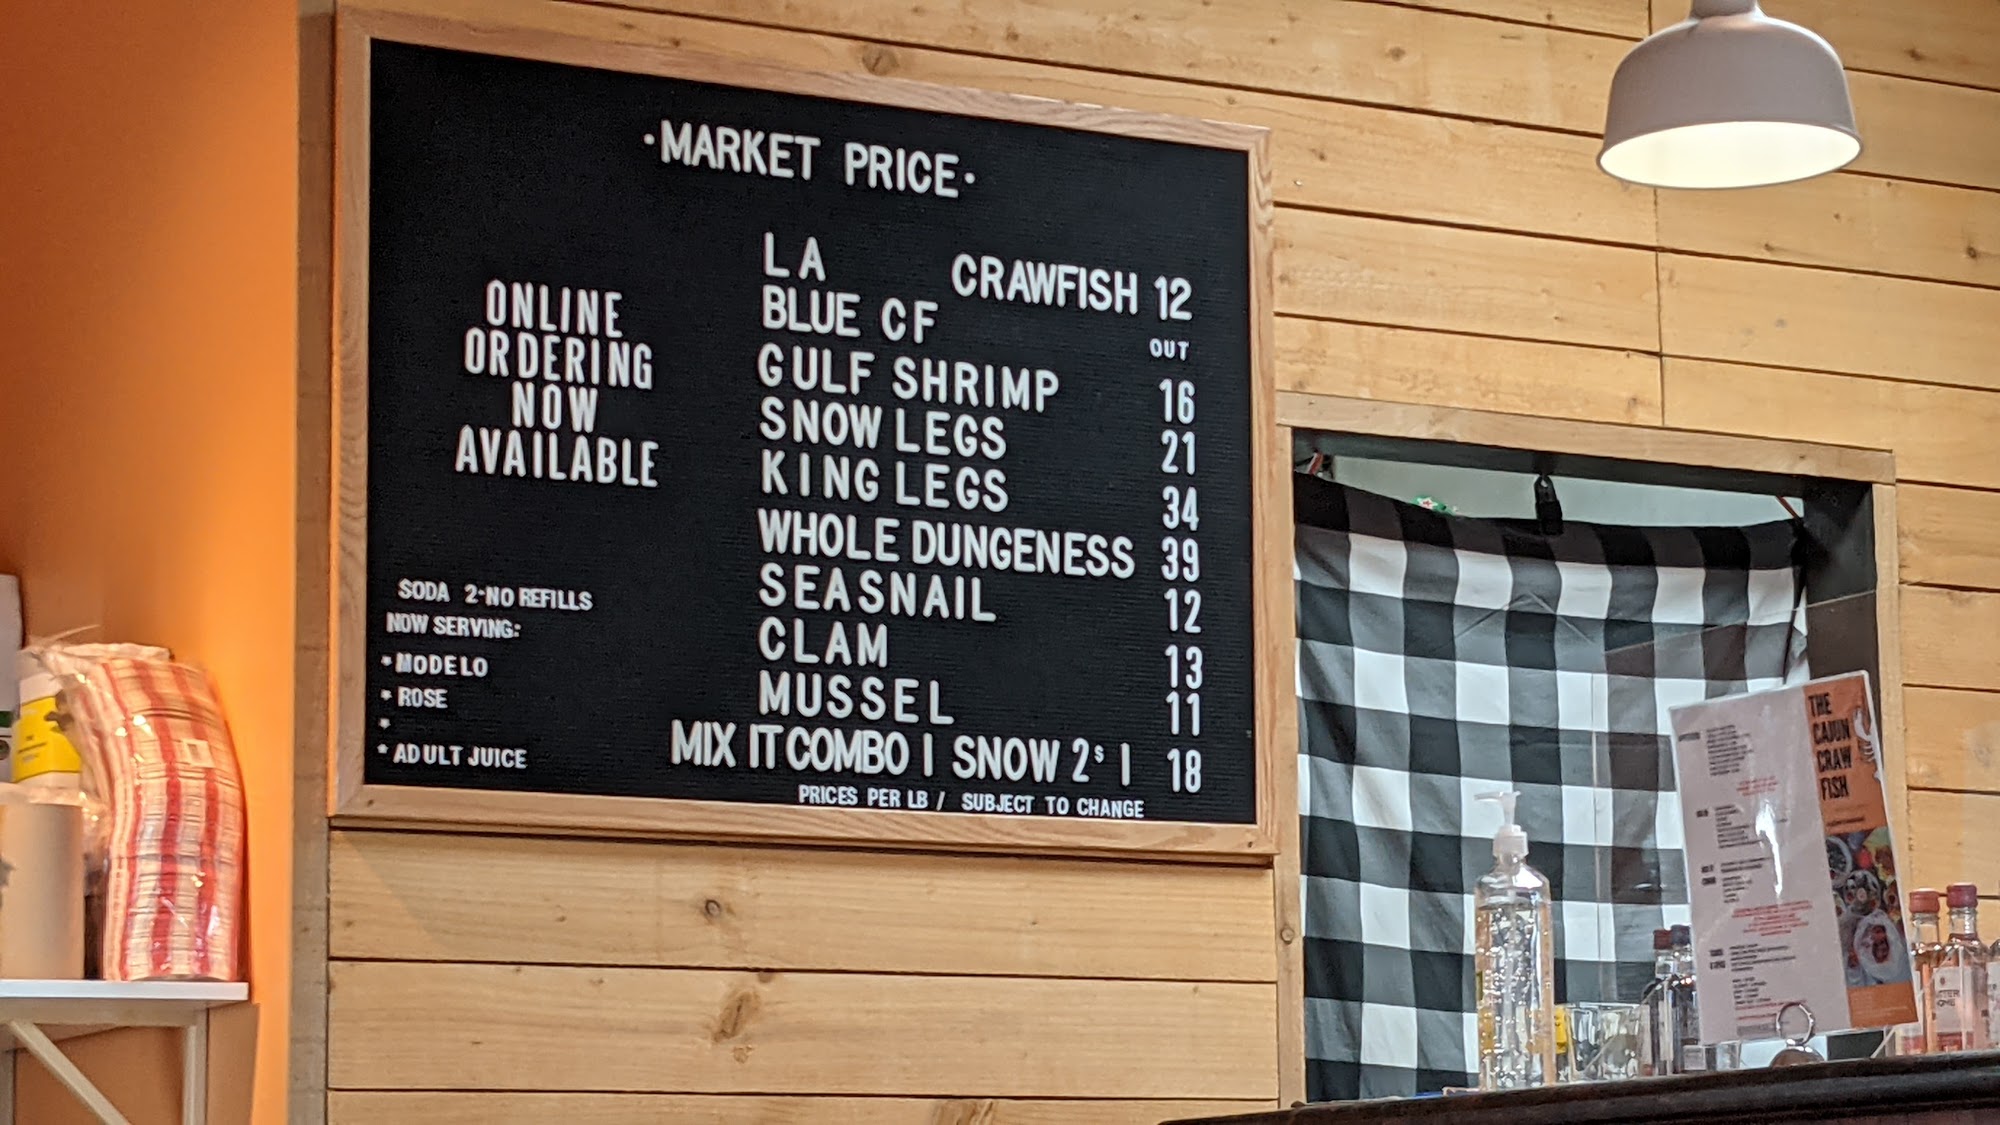 ·MARKET PRICE·
LA CRAWFISH 12
BLUE CF OUT
GULF SHRIMP 16
SNOW LEGS 21
KING LEGS 34
WHOLE DUNGENESS 39
SEASNAIL 12
CLAM 13
MUSSEL 11
MIX IT COMBO | SNOW 2$ | 18
PRICES PER LB / SUBJECT TO CHANGE
ONLINE
ORDERING
NOW
AVAILABLE
SODA 2·NO REFILLS
NOW SERVING:
* MODELO
* ROSE
*
* ADULT JUICE
THE
CAJUN
CRAW
FISH